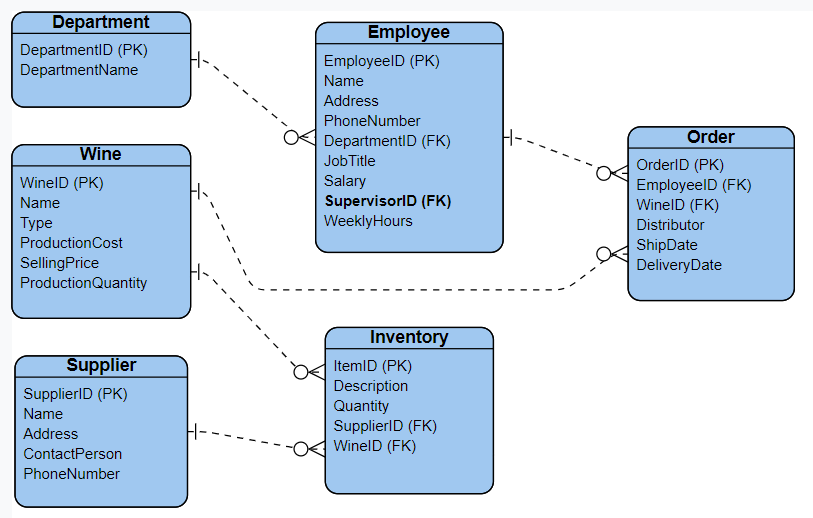 Department
DepartmentID (PK)
DepartmentName
Employee
EmployeeID (PK)
Name
Address
PhoneNumber
DepartmentID (FK)
JobTitle
Salary
SupervisorID (FK)
WeeklyHours
Order
OrderID (PK)
EmployeeID (FK)
WineID (FK)
Distributor
ShipDate
DeliveryDate
Wine
WineID (PK)
Name
Type
ProductionCost
SellingPrice
ProductionQuantity
Inventory
ItemID (PK)
Description
Quantity
SupplierID (FK)
WineID (FK)
Supplier
SupplierID (PK)
Name
Address
ContactPerson
PhoneNumber